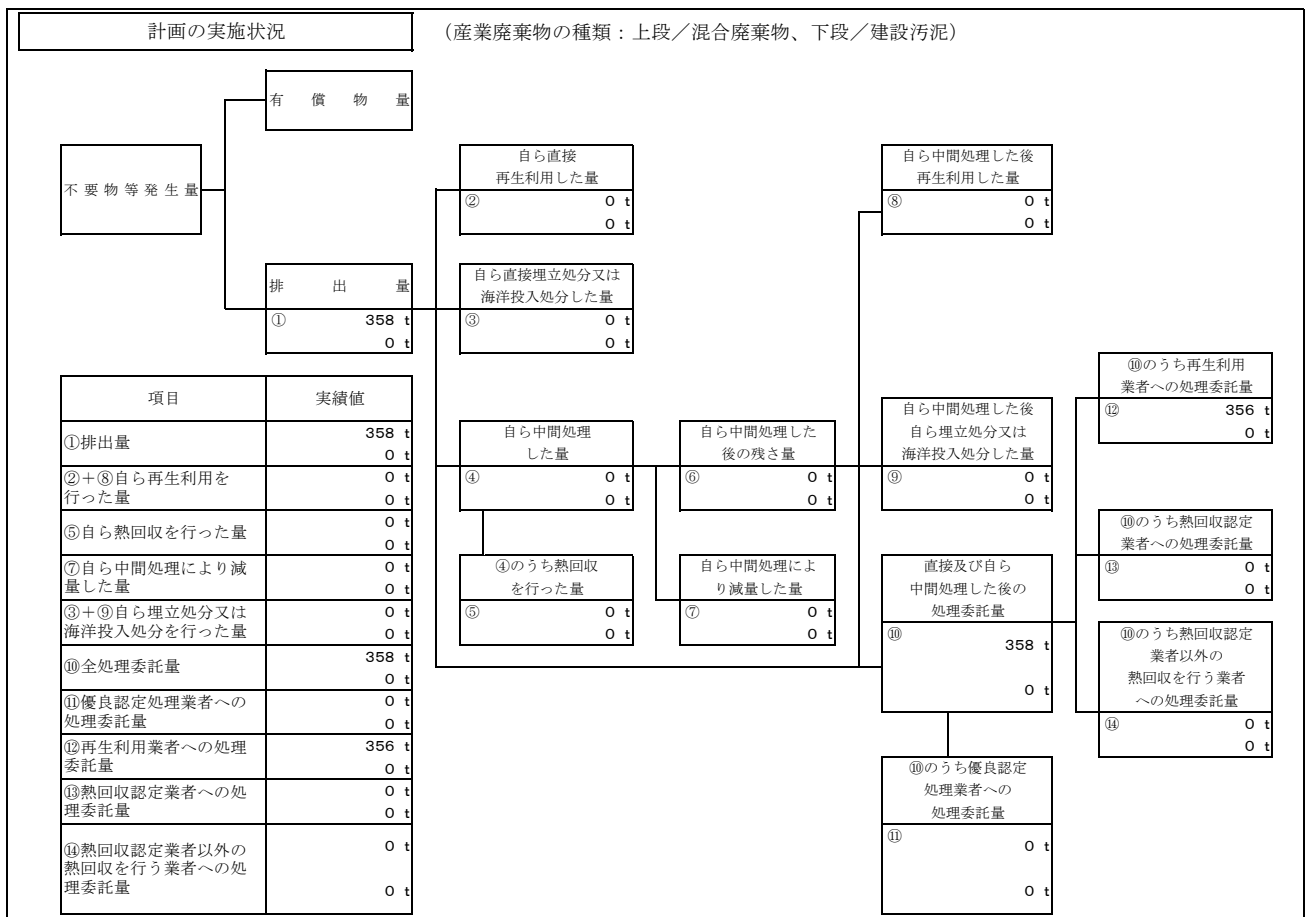 計画の実施状況
（産業廃棄物の種類：上段／混合廃棄物、下段／建設汚泥）
有償物量
不要物等発生量
自ら直接
再生利用した量
② 0 t
0 t
自ら中間処理した後
再生利用した量
⑧ 0 t
0 t
排出量
① 358 t
0 t
自ら直接埋立処分又は
海洋投入処分した量
③ 0 t
0 t
項目 実績値
①排出量 358 t
0 t
②＋⑧自ら再生利用を
行った量
0 t
0 t
⑤自ら熱回収を行った量 0 t
0 t
⑦自ら中間処理により減
量した量
0 t
0 t
③＋⑨自ら埋立処分又は
海洋投入処分を行った量
0 t
0 t
⑩全処理委託量 358 t
0 t
⑪優良認定処理業者への
処理委託量
0 t
0 t
⑫再生利用業者への処理
委託量
356 t
0 t
⑬熱回収認定業者への処
理委託量
0 t
0 t
⑭熱回収認定業者以外の
熱回収を行う業者への処
理委託量
0 t
0 t
自ら中間処理
した量
④ 0 t
0 t
④のうち熱回収
を行った量
⑤ 0 t
0 t
自ら中間処理した
後の残さ量
⑥ 0 t
0 t
自ら中間処理によ
り減量した量
⑦ 0 t
0 t
自ら中間処理した後
自ら埋立処分又は
海洋投入処分した量
⑨ 0 t
0 t
直接及び自ら
中間処理した後の
処理委託量
⑩
358 t
0 t
⑩のうち優良認定
処理業者への
処理委託量
⑪
0 t
0 t
⑩のうち再生利用
業者への処理委託量
⑫ 356 t
0 t
⑩のうち熱回収認定
業者への処理委託量
⑬ 0 t
0 t
⑩のうち熱回収認定
業者以外の
熱回収を行う業者
への処理委託量
⑭ 0 t
0 t